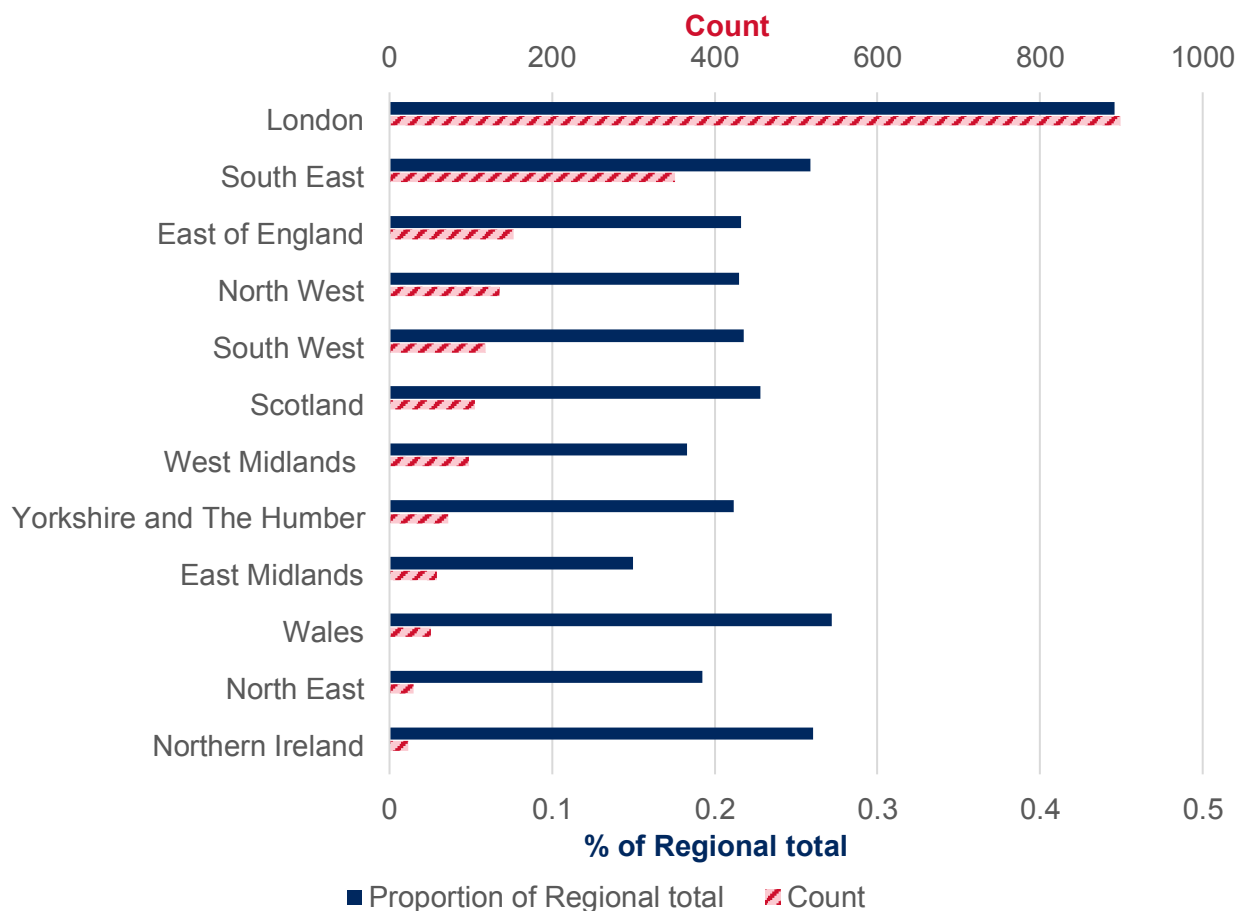 Count
0 200 400 600 800 1000
London
South East
East of England
North West
South West
Scotland
West Midlands
Yorkshire and The Humber
East Midlands
Wales
North East
Northern Ireland
0 0.1 0.2 0.3 0.4 0.5
% of Regional total
Proportion of Regional total Count